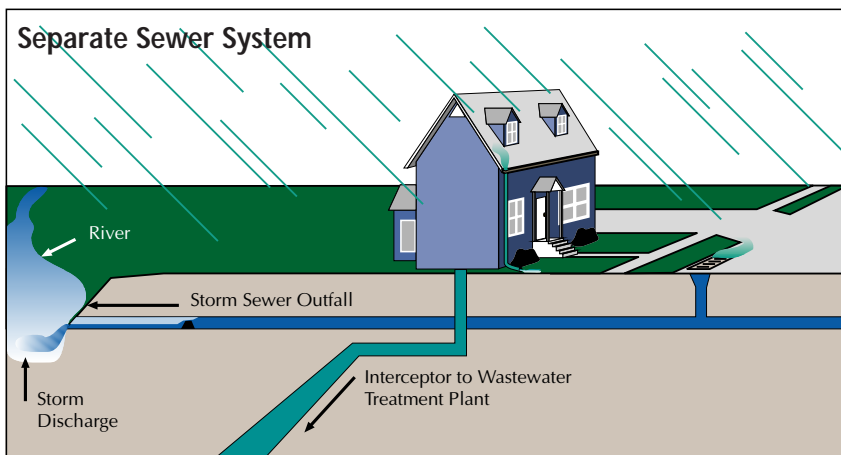 Separate Sewer System
River
Storm Sewer Outfall
Interceptor to Wastewater
Treatment Plant
Storm
Discharge